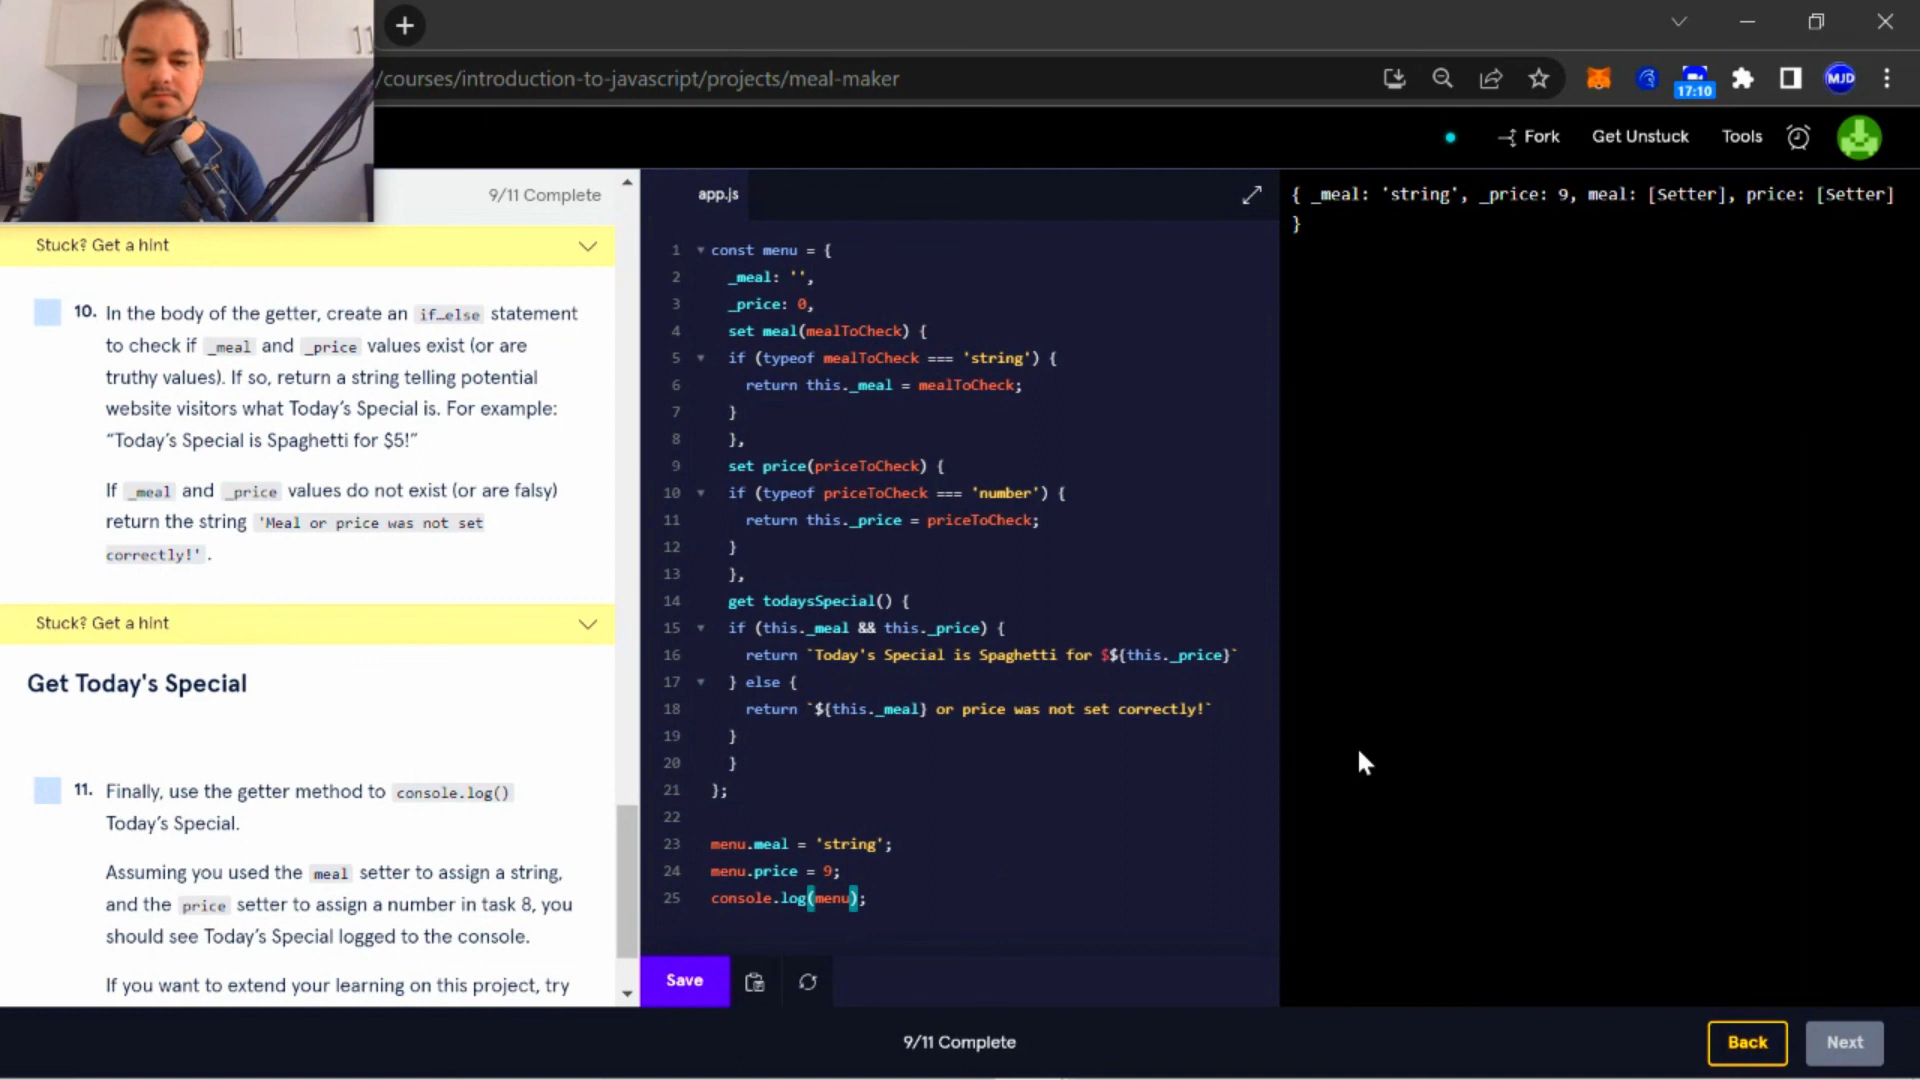 /courses/introduction-to-javascript/projects/meal-maker
17:10
MJD
Fork
Get Unstuck
Tools
9/11 Complete
Stuck? Get a hint
10. In the body of the getter, create an if…else statement
to check if _meal and _price values exist (or are
truthy values). If so, return a string telling potential
website visitors what Today’s Special is. For example:
“Today’s Special is Spaghetti for $5!”
If _meal and _price values do not exist (or are falsy)
return the string 'Meal or price was not set
correctly!' .
Stuck? Get a hint
Get Today's Special
11. Finally, use the getter method to console.log()
Today’s Special.
Assuming you used the meal setter to assign a string,
and the price setter to assign a number in task 8, you
should see Today’s Special logged to the console.
If you want to extend your learning on this project, try
app.js
1 const menu = {
2 _meal: '',
3 _price: 0,
4 set meal(mealToCheck) {
5 if (typeof mealToCheck === 'string') {
6 return this._meal = mealToCheck;
7 }
8 },
9 set price(priceToCheck) {
10 if (typeof priceToCheck === 'number') {
11 return this._price = priceToCheck;
12 }
13 },
14 get todaysSpecial() {
15 if (this._meal && this._price) {
16 return `Today's Special is Spaghetti for $${this._price}`
17 } else {
18 return `${this._meal} or price was not set correctly!`
19 }
20 }
21 };
22
23 menu.meal = 'string';
24 menu.price = 9;
25 console.log(menu);
Save
{ _meal: 'string', _price: 9, meal: [Setter], price: [Setter]
}
9/11 Complete
Back
Next